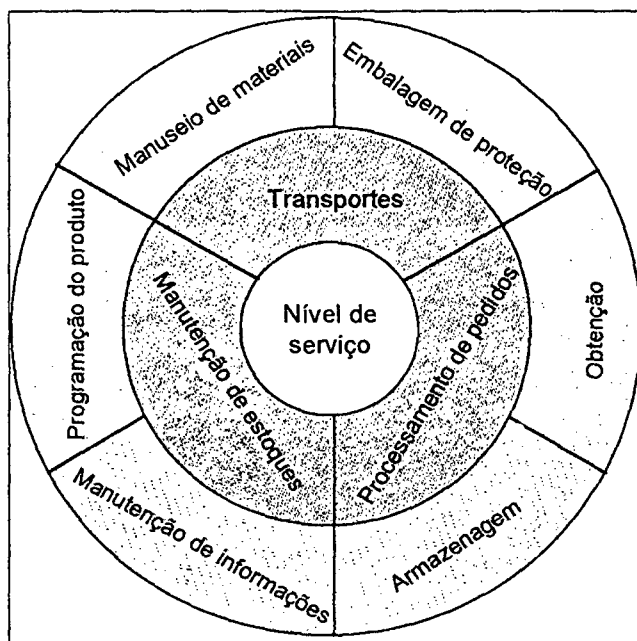 Manuseio de materiais
Embalagem de proteção
Transportes
Programação do produto
Manutenção de estoques
Nível de
serviço
Processamento de pedidos
Obtenção
Manutenção de informações
Armazenagem